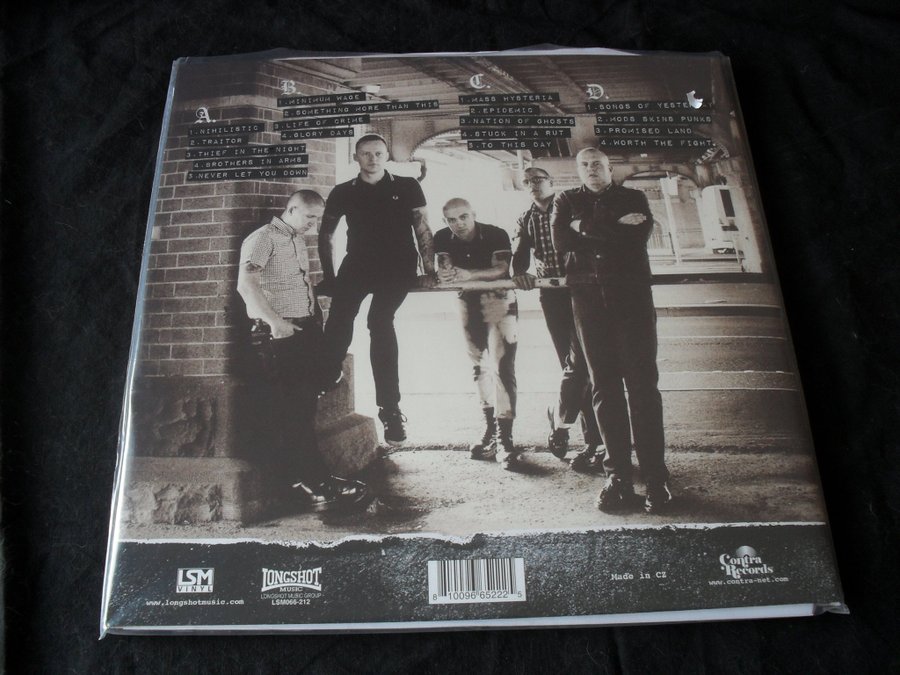 A.
1. NIHILISTIC
2. TRAITOR
3. THIEF IN THE NIGHT
4. BROTHERS IN ARMS
5. NEVER LET YOU DOWN
B.
1. MINIMUM WAGE
2. SOMETHING MORE THAN THIS
3. LIFE OF CRIME
4. GLORY DAYS
C.
1. MASS HYSTERIA
2. EPIDEMIC
3. NATION OF GHOSTS
4. STUCK IN A RUT
5. TO THIS DAY
D.
1. SONGS OF
2. MODS SKINS PUNKS
3. PROMISED LAND
4. WORTH THE FIGHT
LSM
VINYL
www.longshotmusic.com
LONGSHOT
MUSIC
LONGSHOT MUSIC GROUP
LSM066-212
8 10096 65222 5
Made in CZ
Contra
Records
www.contra-net.com